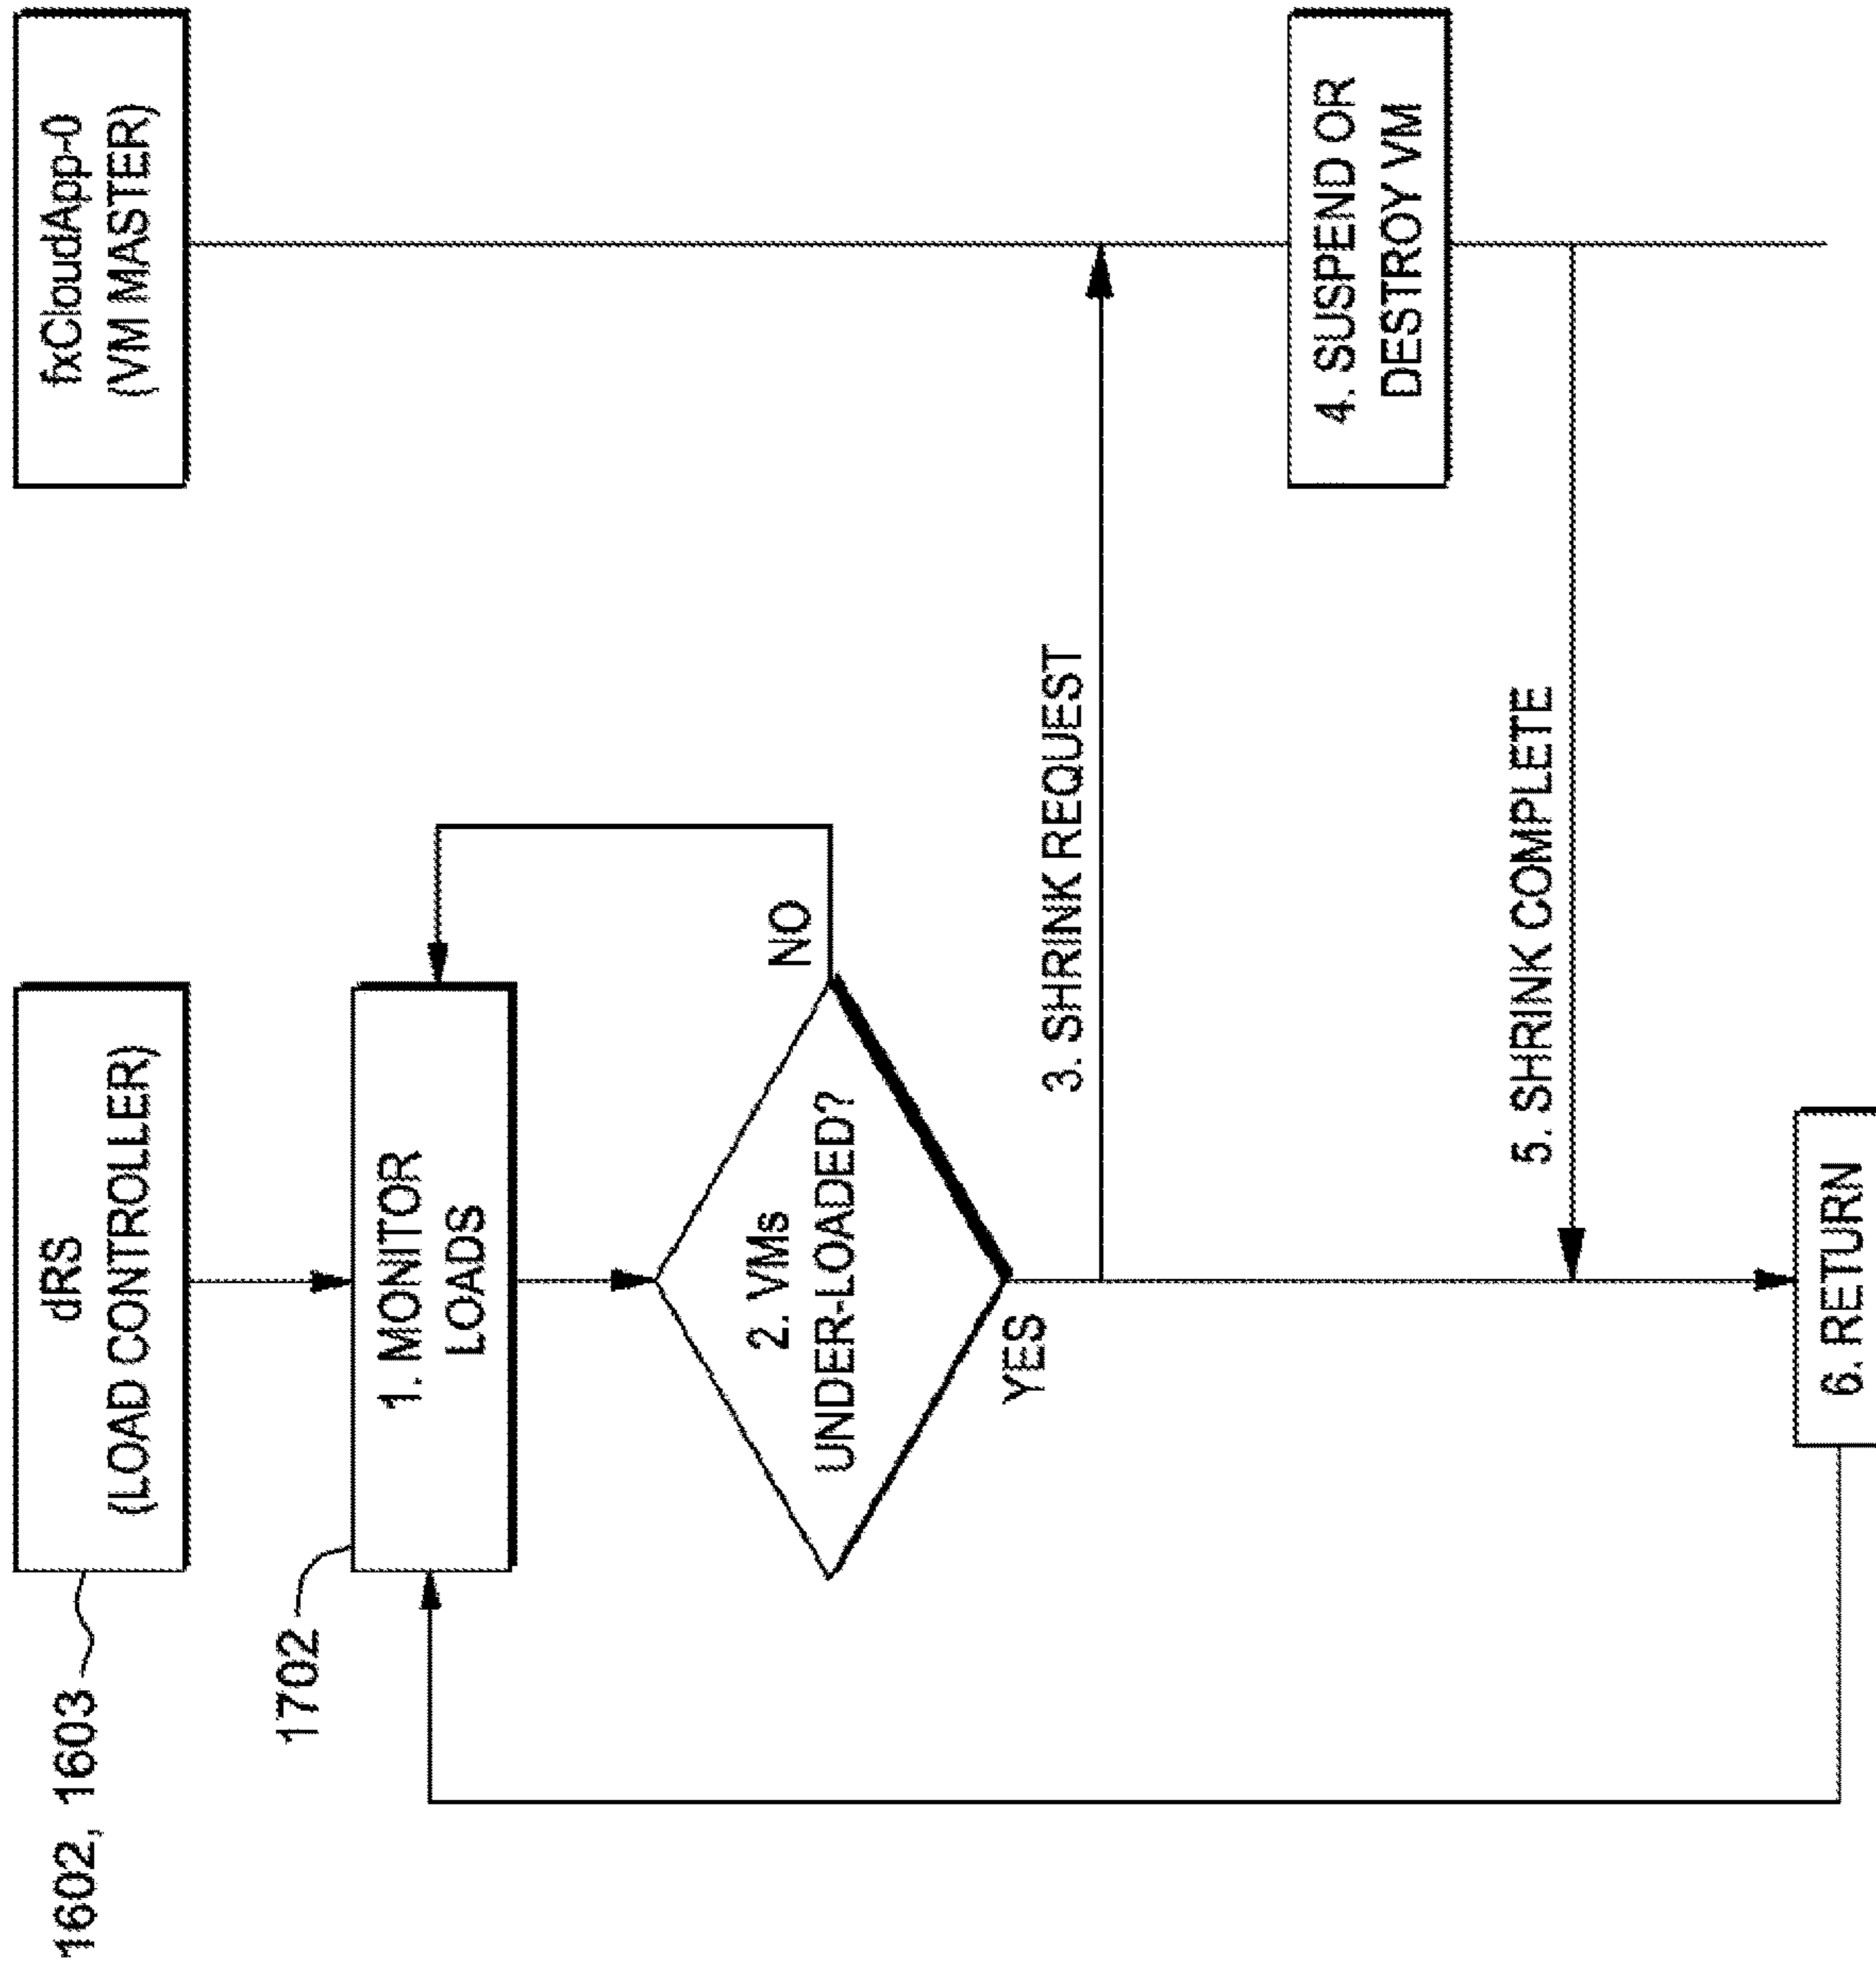 1602, 1603
dRS
(LOAD CONTROLLER)
fxCloudApp-0
(VM MASTER)
1702
1. MONITOR
LOADS
2. VMs
UNDER-LOADED?
NO
YES
3. SHRINK REQUEST
4. SUSPEND OR
DESTROY VM
5. SHRINK COMPLETE
6. RETURN